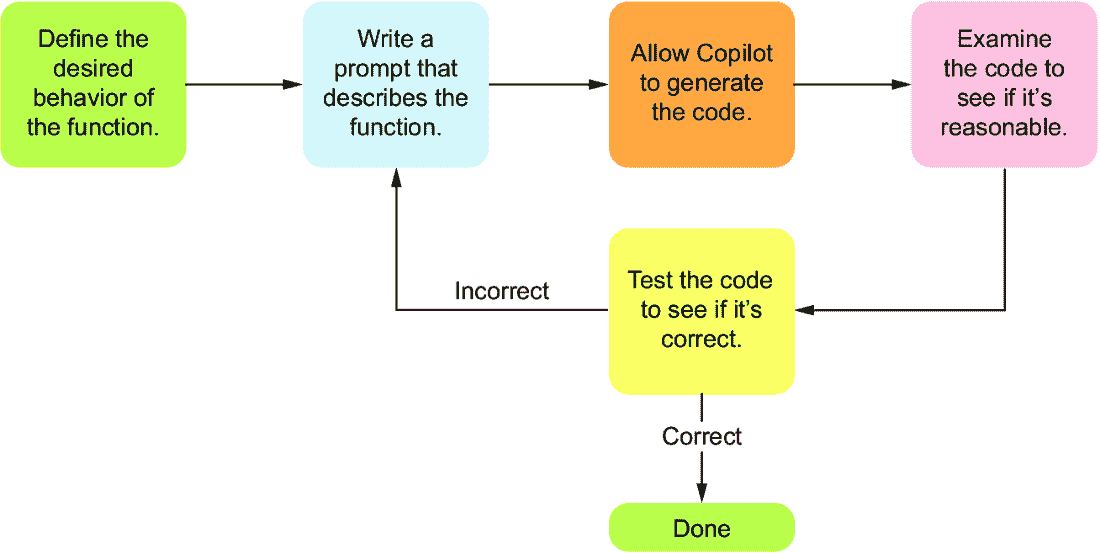 Define the
desired
behavior of
the function.
Write a
prompt that
describes the
function.
Allow Copilot
to generate
the code.
Examine
the code to
see if it’s
reasonable.
Incorrect
Test the code
to see if it’s
correct.
Correct
Done